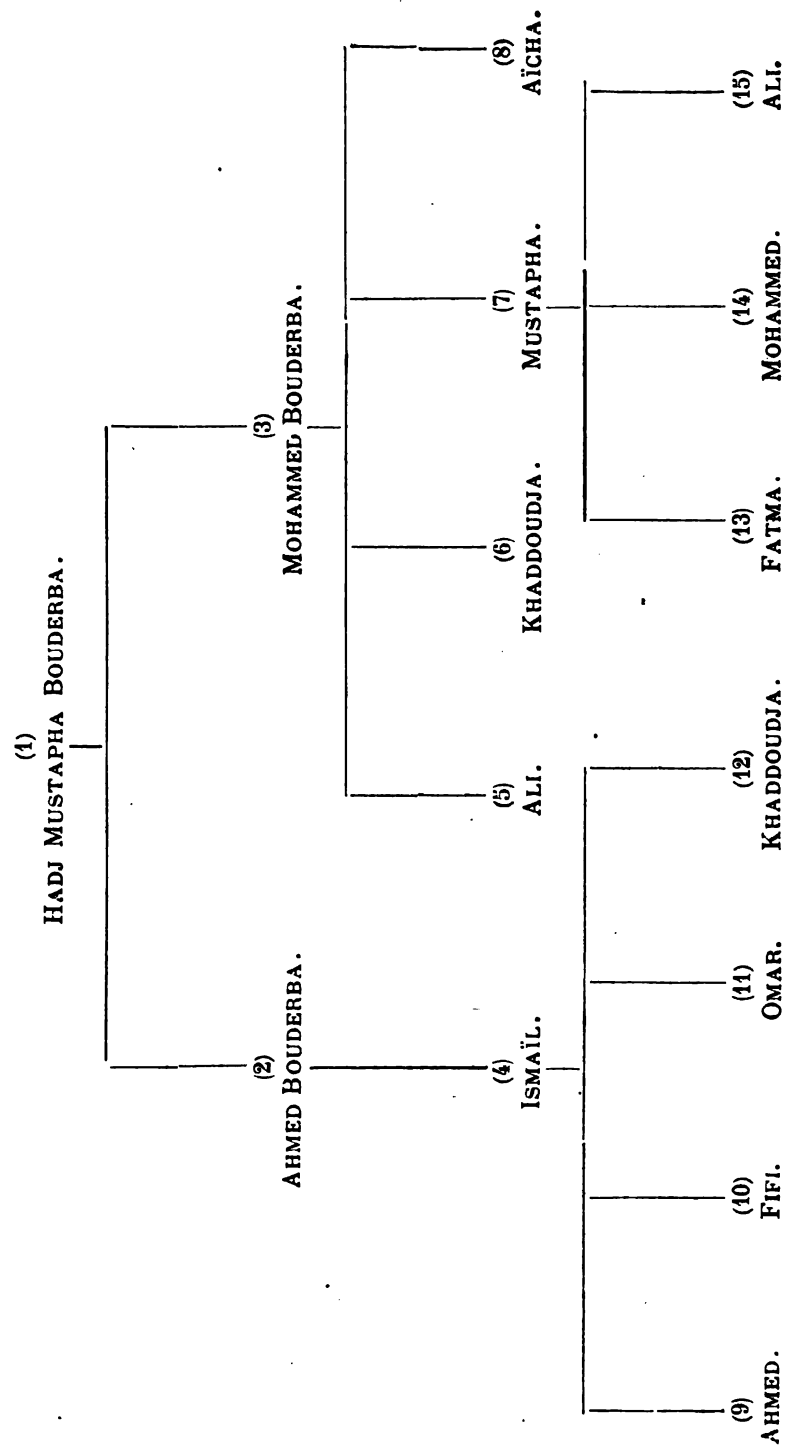 (1)
HADJ MUSTAPHA BOUDERBA.
(2)
AHMED BOUDERBA.
(3)
MOHAMMED BOUDERBA.
(4)
ISMAÏL.
(5)
ALI.
(6)
KHADDOUDJA.
(7)
MUSTAPHA.
(8)
AÏCHA.
(9)
AHMED.
(10)
FIFI.
(11)
OMAR.
(12)
KHADDOUDJA.
(13)
FATMA.
(14)
MOHAMMED.
(15)
ALI.